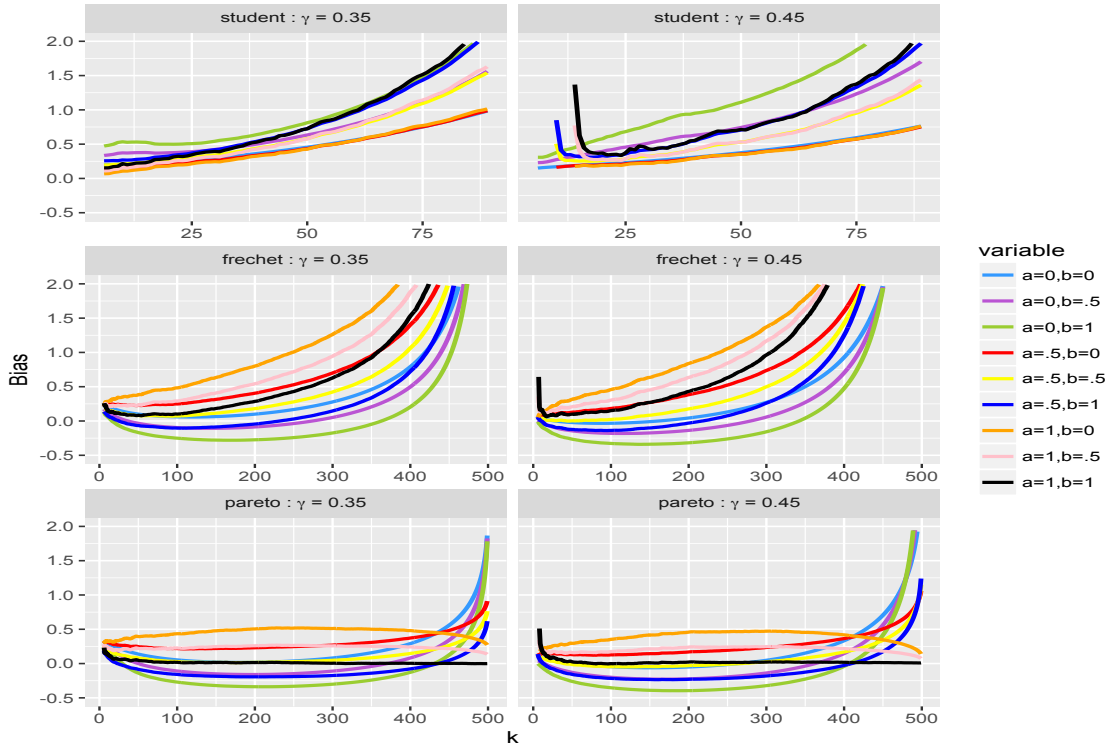 student : γ = 0.35
student : γ = 0.45
2.0
1.5
1.0
0.5
0.0
-0.5
25
50
75
25
50
75
frechet : γ = 0.35
frechet : γ = 0.45
2.0
1.5
1.0
0.5
0.0
-0.5
0
100
200
300
400
500
0
100
200
300
400
500
pareto : γ = 0.35
pareto : γ = 0.45
2.0
1.5
1.0
0.5
0.0
-0.5
0
100
200
300
400
500
0
100
200
300
400
500
Bias
k
variable
a=0,b=0
a=0,b=.5
a=0,b=1
a=.5,b=0
a=.5,b=.5
a=.5,b=1
a=1,b=0
a=1,b=.5
a=1,b=1